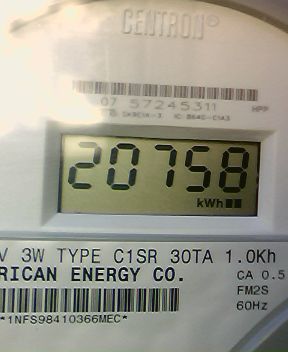 CENTRON®
07 57245311 HPP
20758
kWh
V 3W TYPE C1SR 30TA 1.0Kh
RICAN ENERGY CO.
CA 0.5
FM2S
60Hz
*1NFS98410366MEC*